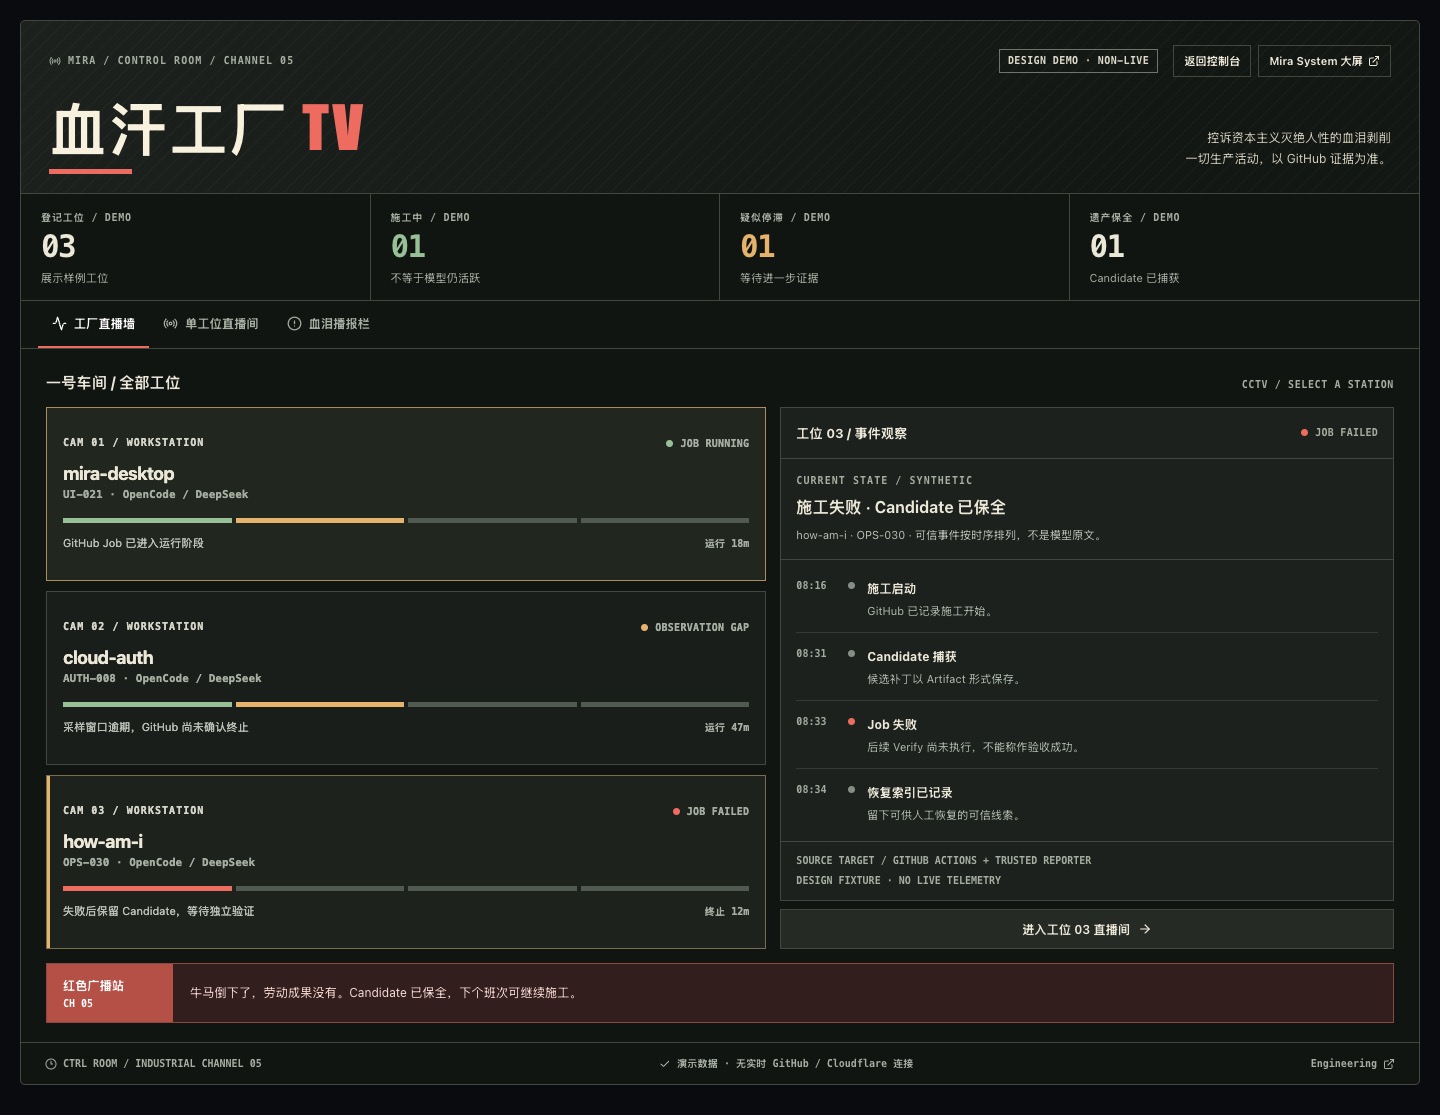 MIRA / CONTROL ROOM / CHANNEL 05
DESIGN DEMO · NON-LIVE
返回控制台
Mira System 大屏
血汗工厂 TV
控诉资本主义灭绝人性的血泪剥削
一切生产活动，以 GitHub 证据为准。
登记工位 / DEMO
03
展示样例工位
施工中 / DEMO
01
不等于模型仍活跃
疑似停滞 / DEMO
01
等待进一步证据
遗产保全 / DEMO
01
Candidate 已捕获
工厂直播墙
单工位直播间
血泪播报栏
一号车间 / 全部工位
CCTV / SELECT A STATION
CAM 01 / WORKSTATION
JOB RUNNING
mira-desktop
UI-021 · OpenCode / DeepSeek
GitHub Job 已进入运行阶段
运行 18m
CAM 02 / WORKSTATION
OBSERVATION GAP
cloud-auth
AUTH-008 · OpenCode / DeepSeek
采样窗口逾期，GitHub 尚未确认终止
运行 47m
CAM 03 / WORKSTATION
JOB FAILED
how-am-i
OPS-030 · OpenCode / DeepSeek
失败后保留 Candidate，等待独立验证
终止 12m
工位 03 / 事件观察
JOB FAILED
CURRENT STATE / SYNTHETIC
施工失败 · Candidate 已保全
how-am-i · OPS-030 · 可信事件按时序排列，不是模型原文。
08:16
施工启动
GitHub 已记录施工开始。
08:31
Candidate 捕获
候选补丁以 Artifact 形式保存。
08:33
Job 失败
后续 Verify 尚未执行，不能称作验收成功。
08:34
恢复索引已记录
留下可供人工恢复的可信线索。
SOURCE TARGET / GITHUB ACTIONS + TRUSTED REPORTER
DESIGN FIXTURE · NO LIVE TELEMETRY
进入工位 03 直播间
红色广播站
CH 05
牛马倒下了，劳动成果没有。Candidate 已保全，下个班次可继续施工。
CTRL ROOM / INDUSTRIAL CHANNEL 05
演示数据 · 无实时 GitHub / Cloudflare 连接
Engineering